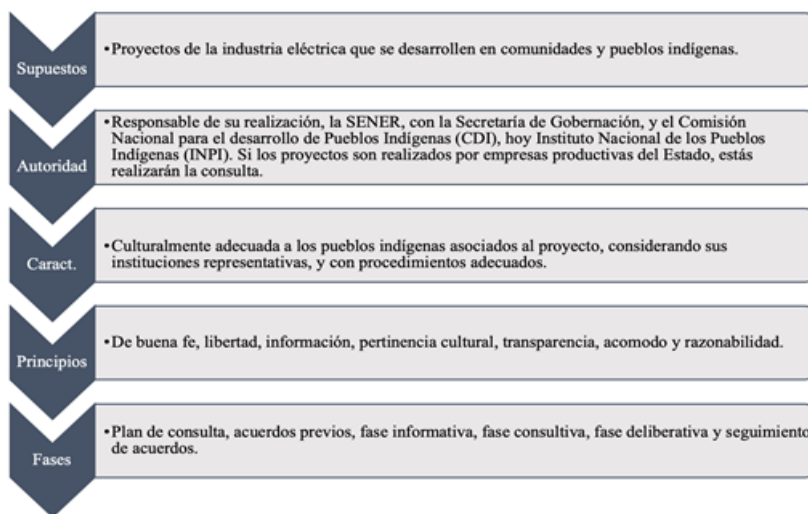 Supuestos
•Proyectos de la industria eléctrica que se desarrollen en comunidades y pueblos indígenas.
Autoridad
•Responsable de su realización, la SENER, con la Secretaría de Gobernación, y el Comisión
Nacional para el desarrollo de Pueblos Indígenas (CDI), hoy Instituto Nacional de los Pueblos
Indígenas (INPI). Si los proyectos son realizados por empresas productivas del Estado, estás
realizarán la consulta.
Caract.
•Culturalmente adecuada a los pueblos indígenas asociados al proyecto, considerando sus
instituciones representativas, y con procedimientos adecuados.
Principios
•De buena fe, libertad, información, pertinencia cultural, transparencia, acomodo y razonabilidad.
Fases
•Plan de consulta, acuerdos previos, fase informativa, fase consultiva, fase deliberativa y seguimiento
de acuerdos.